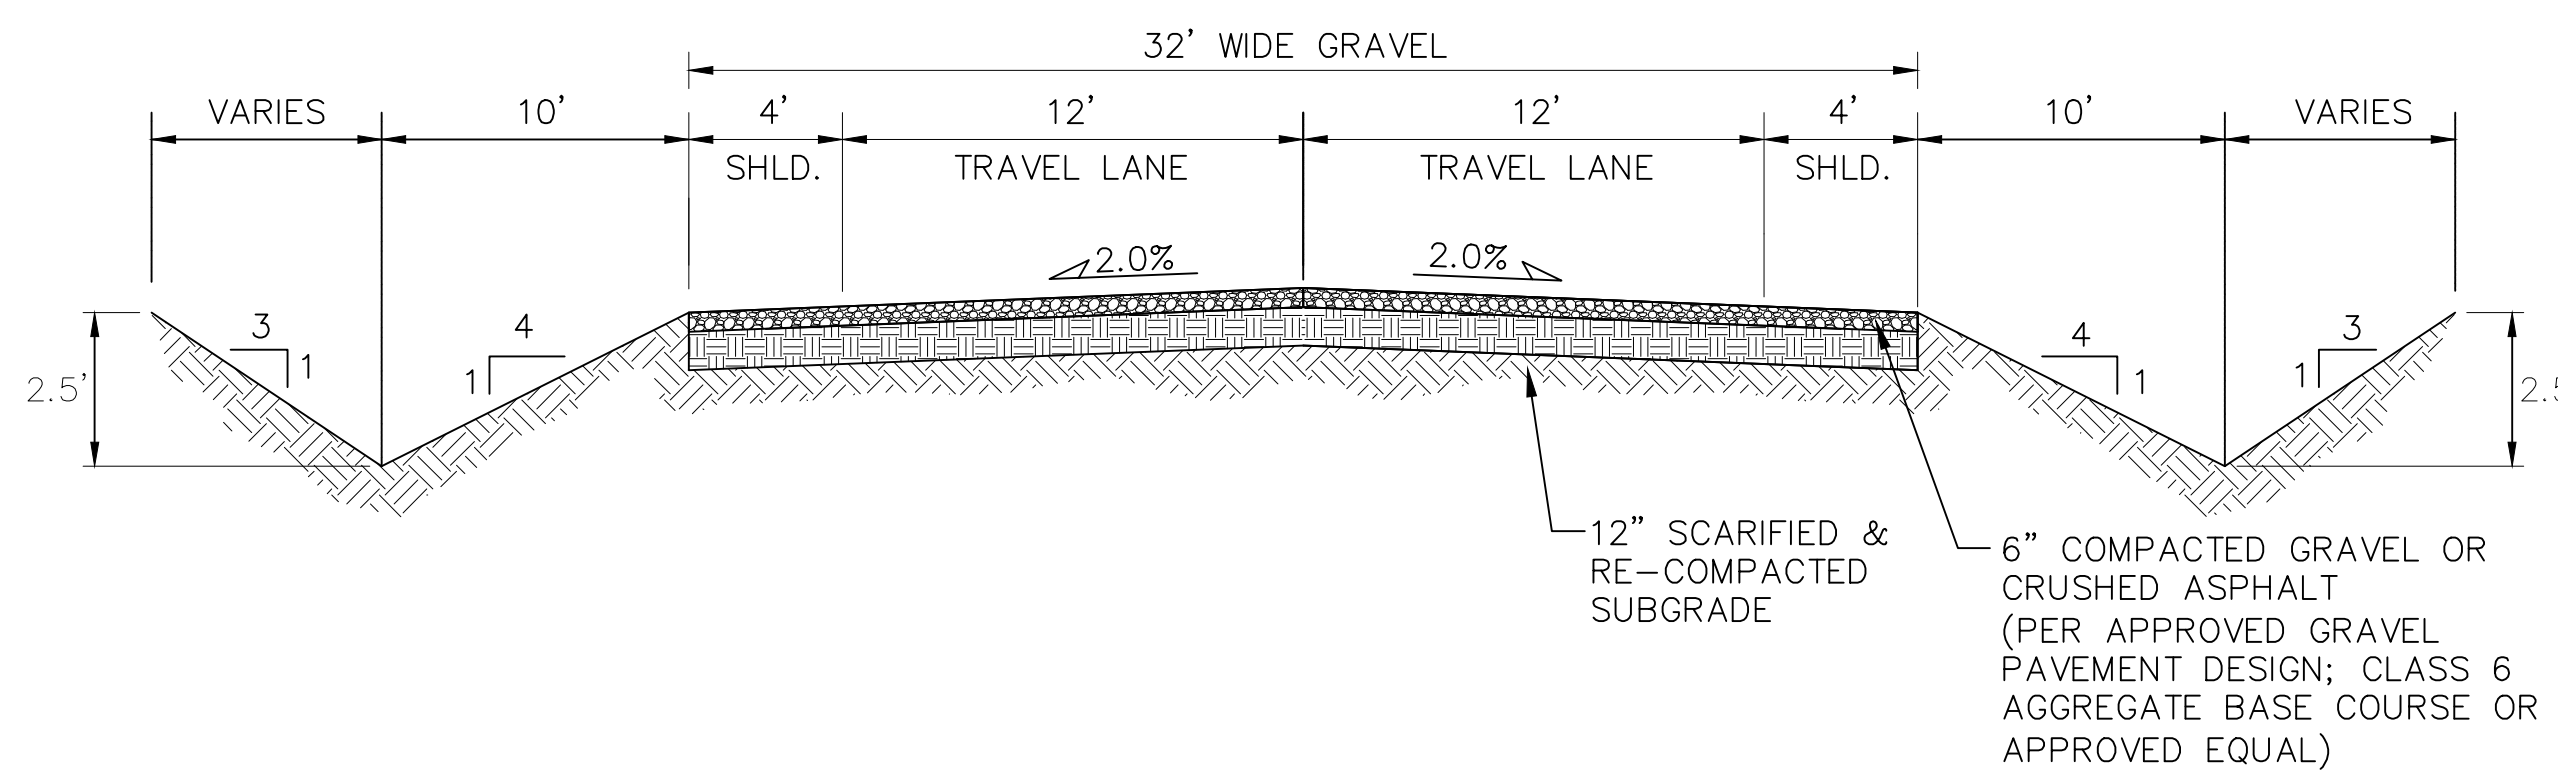 32' WIDE GRAVEL
VARIES 10' 4' 12' 12' 4' 10' VARIES
SHLD. TRAVEL LANE TRAVEL LANE SHLD.
2.0% 2.0%
3 4 4 3
1 1 1 1
2.5'
12" SCARIFIED &
RE-COMPACTED
SUBGRADE
6" COMPACTED GRAVEL OR
CRUSHED ASPHALT
(PER APPROVED GRAVEL
PAVEMENT DESIGN; CLASS 6
AGGREGATE BASE COURSE OR
APPROVED EQUAL)